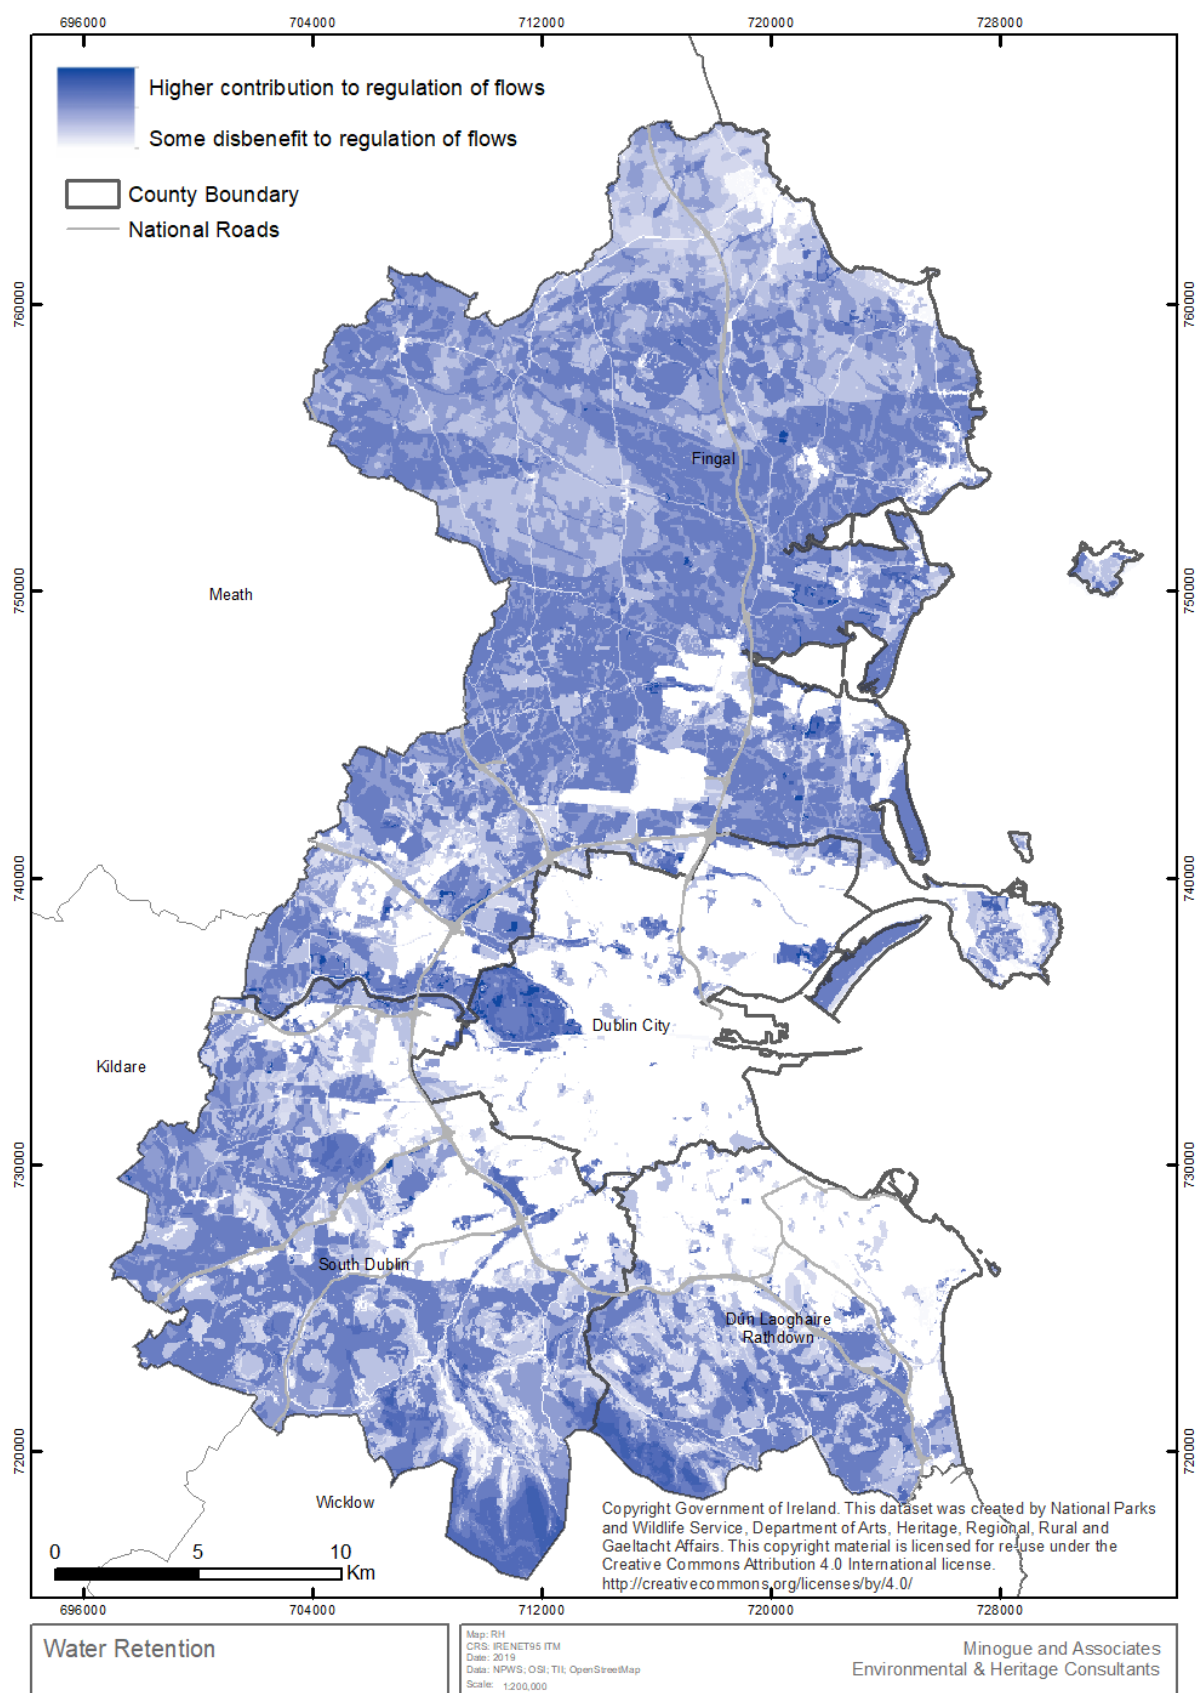 696000 704000 712000 720000 728000
Higher contribution to regulation of flows
Some disbenefit to regulation of flows
County Boundary
National Roads
760000 760000
Fingal
750000 750000
Meath
740000 740000
Dublin City
Kildare
730000 730000
South Dublin
Dún Laoghaire
Rathdown
720000 720000
Wicklow
Copyright Government of Ireland. This dataset was created by National Parks
and Wildlife Service, Department of Arts, Heritage, Regional, Rural and
Gaeltacht Affairs. This copyright material is licensed for re-use under the
Creative Commons Attribution 4.0 International license.
http://creativecommons.org/licenses/by/4.0/
0 5 10
Km
696000 704000 712000 720000 728000
Water Retention
Map: RH
CRS: IRENET95 ITM
Date: 2019
Data: NPWS; OSI; TII; OpenStreetMap
Scale: 1:200,000
Minogue and Associates
Environmental & Heritage Consultants